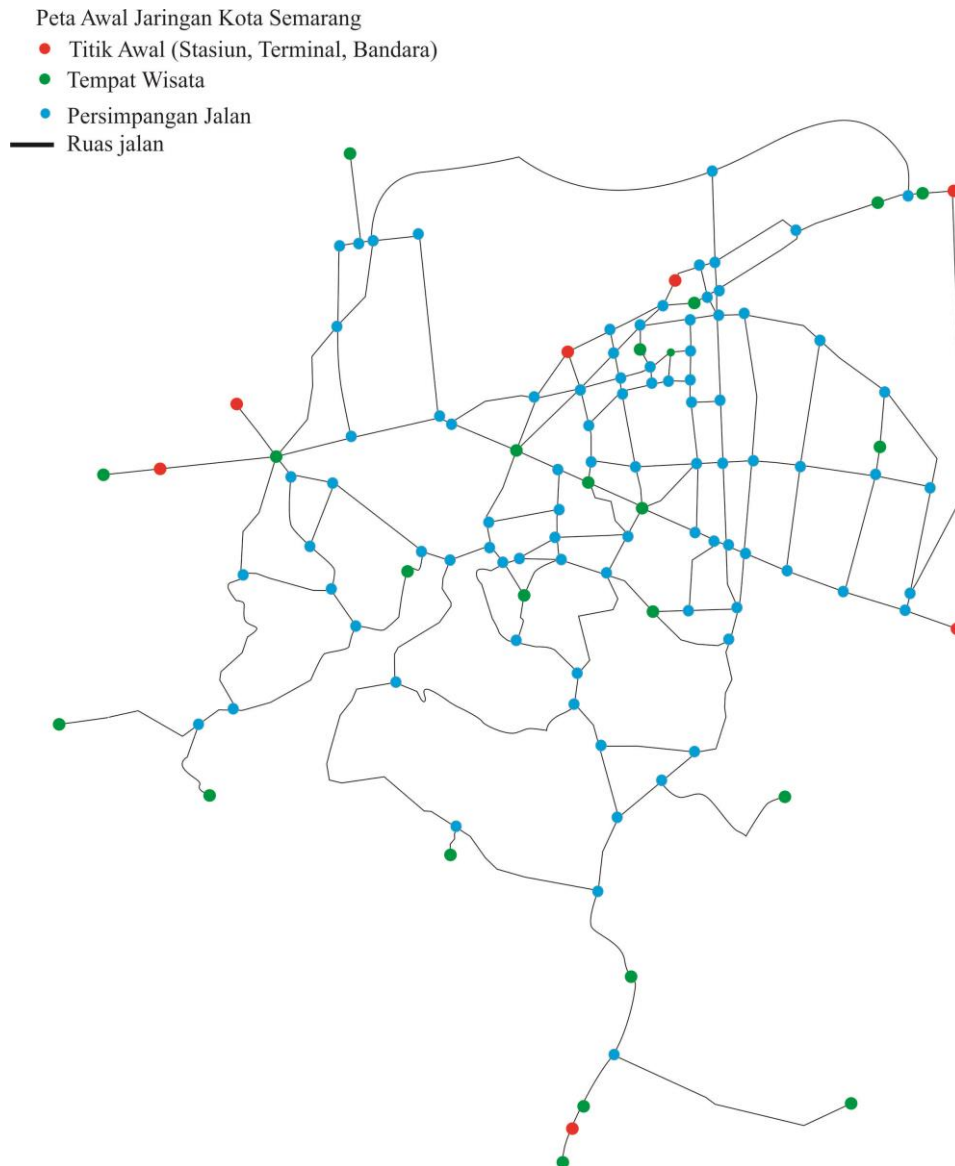 Peta Awal Jaringan Kota Semarang
Titik Awal (Stasiun, Terminal, Bandara)
Tempat Wisata
Persimpangan Jalan
Ruas jalan